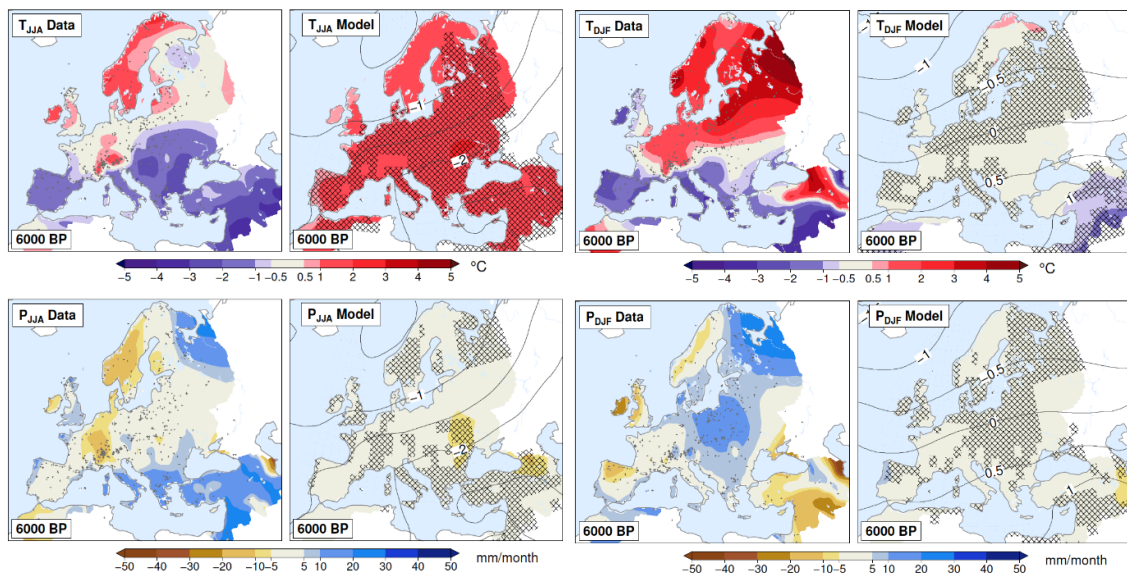 T_JJA Data
T_JJA Model
T_DJF Data
T_DJF Model
−1
−2
−1
−0.5
0
0.5
1
6000 BP
6000 BP
6000 BP
6000 BP
−5 −4 −3 −2 −1 −0.5 0.5 1 2 3 4 5 °C
−5 −4 −3 −2 −1 −0.5 0.5 1 2 3 4 5 °C
P_JJA Data
P_JJA Model
P_DJF Data
P_DJF Model
−1
−2
−1
−0.5
0
0.5
1
6000 BP
6000 BP
6000 BP
6000 BP
−50 −40 −30 −20 −10 −5 5 10 20 30 40 50 mm/month
−50 −40 −30 −20 −10 −5 5 10 20 30 40 50 mm/month